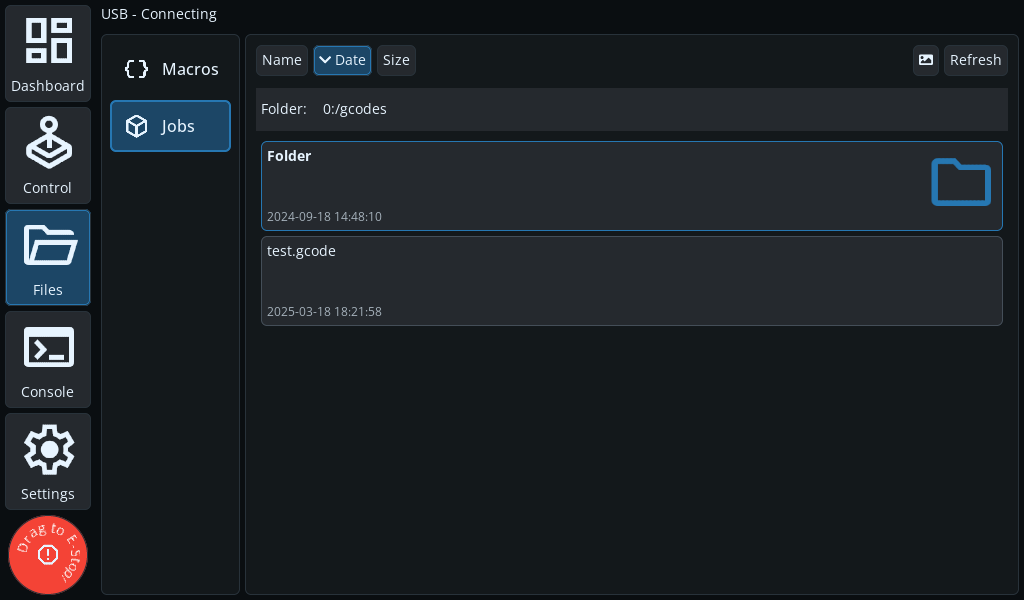 USB - Connecting
Dashboard
Control
Files
Console
Settings
Drag to E-Stop!
Macros
Jobs
Name
Date
Size
Refresh
Folder: 0:/gcodes
Folder
2024-09-18 14:48:10
test.gcode
2025-03-18 18:21:58